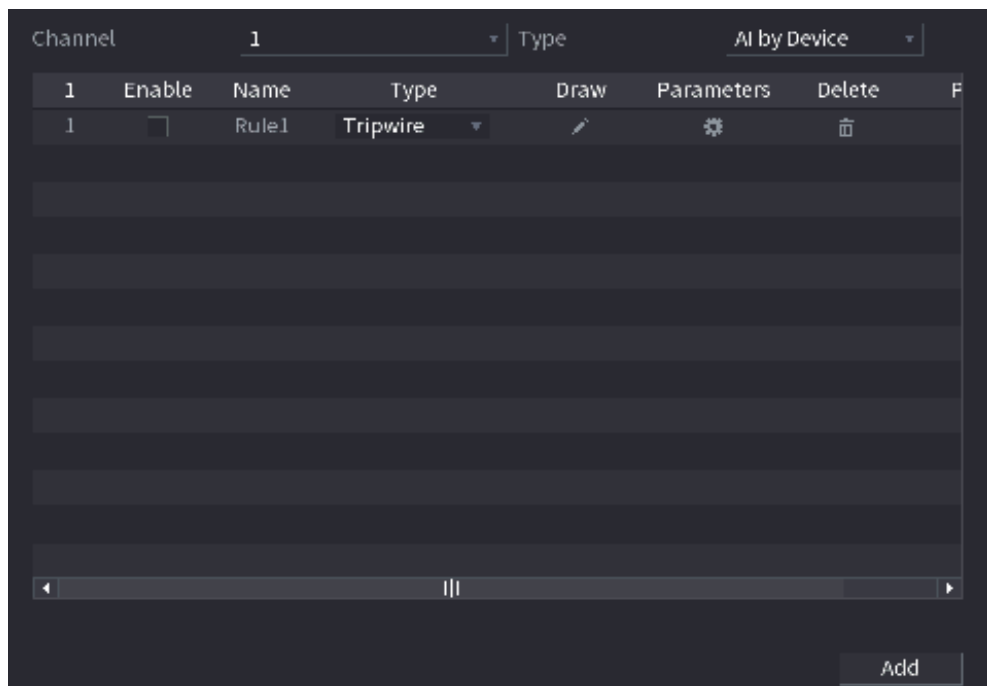 Channel 1 Type AI by Device
1 Enable Name Type Draw Parameters Delete
1 Rule1 Tripwire
Add